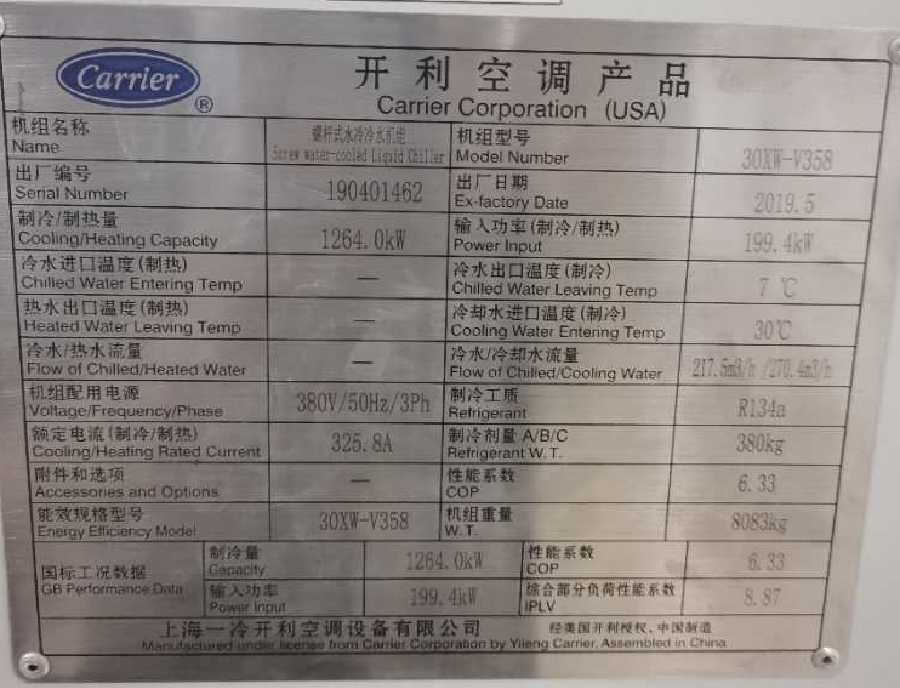 Carrier ®
开利空调产品
Carrier Corporation (USA)
机组名称
Name
螺杆式水冷冷水机组
Screw water-cooled Liquid Chiller
机组型号
Model Number
30XW-V358
出厂编号
Serial Number
190401462
出厂日期
Ex-factory Date
2019.5
制冷/制热量
Cooling/Heating Capacity
1264.0kW
输入功率(制冷/制热)
Power Input
199.4kW
冷水进口温度(制热)
Chilled Water Entering Temp
—
冷水出口温度(制冷)
Chilled Water Leaving Temp
7 ℃
热水出口温度(制热)
Heated Water Leaving Temp
—
冷却水进口温度(制冷)
Cooling Water Entering Temp
30℃
冷水/热水流量
Flow of Chilled/Heated Water
—
冷水/冷却水流量
Flow of Chilled/Cooling Water
217.5m3/h /270.4m3/h
机组配用电源
Voltage/Frequency/Phase
380V/50Hz/3Ph
制冷工质
Refrigerant
R134a
额定电流(制冷/制热)
Cooling/Heating Rated Current
325.8A
制冷剂量 A/B/C
Refrigerant W.T.
380kg
附件和选项
Accessories and Options
—
性能系数
COP
6.33
能效规格型号
Energy Efficiency Model
30XW-V358
机组重量
W.T.
8083kg
国标工况数据
GB Performance Data
制冷量
Capacity
1264.0kW
性能系数
COP
6.33
输入功率
Power Input
199.4kW
综合部分负荷性能系数
IPLV
8.87
上海一冷开利空调设备有限公司
经美国开利授权、中国制造
Manufactured under license from Carrier Corporation by Yileng Carrier, Assembled in China